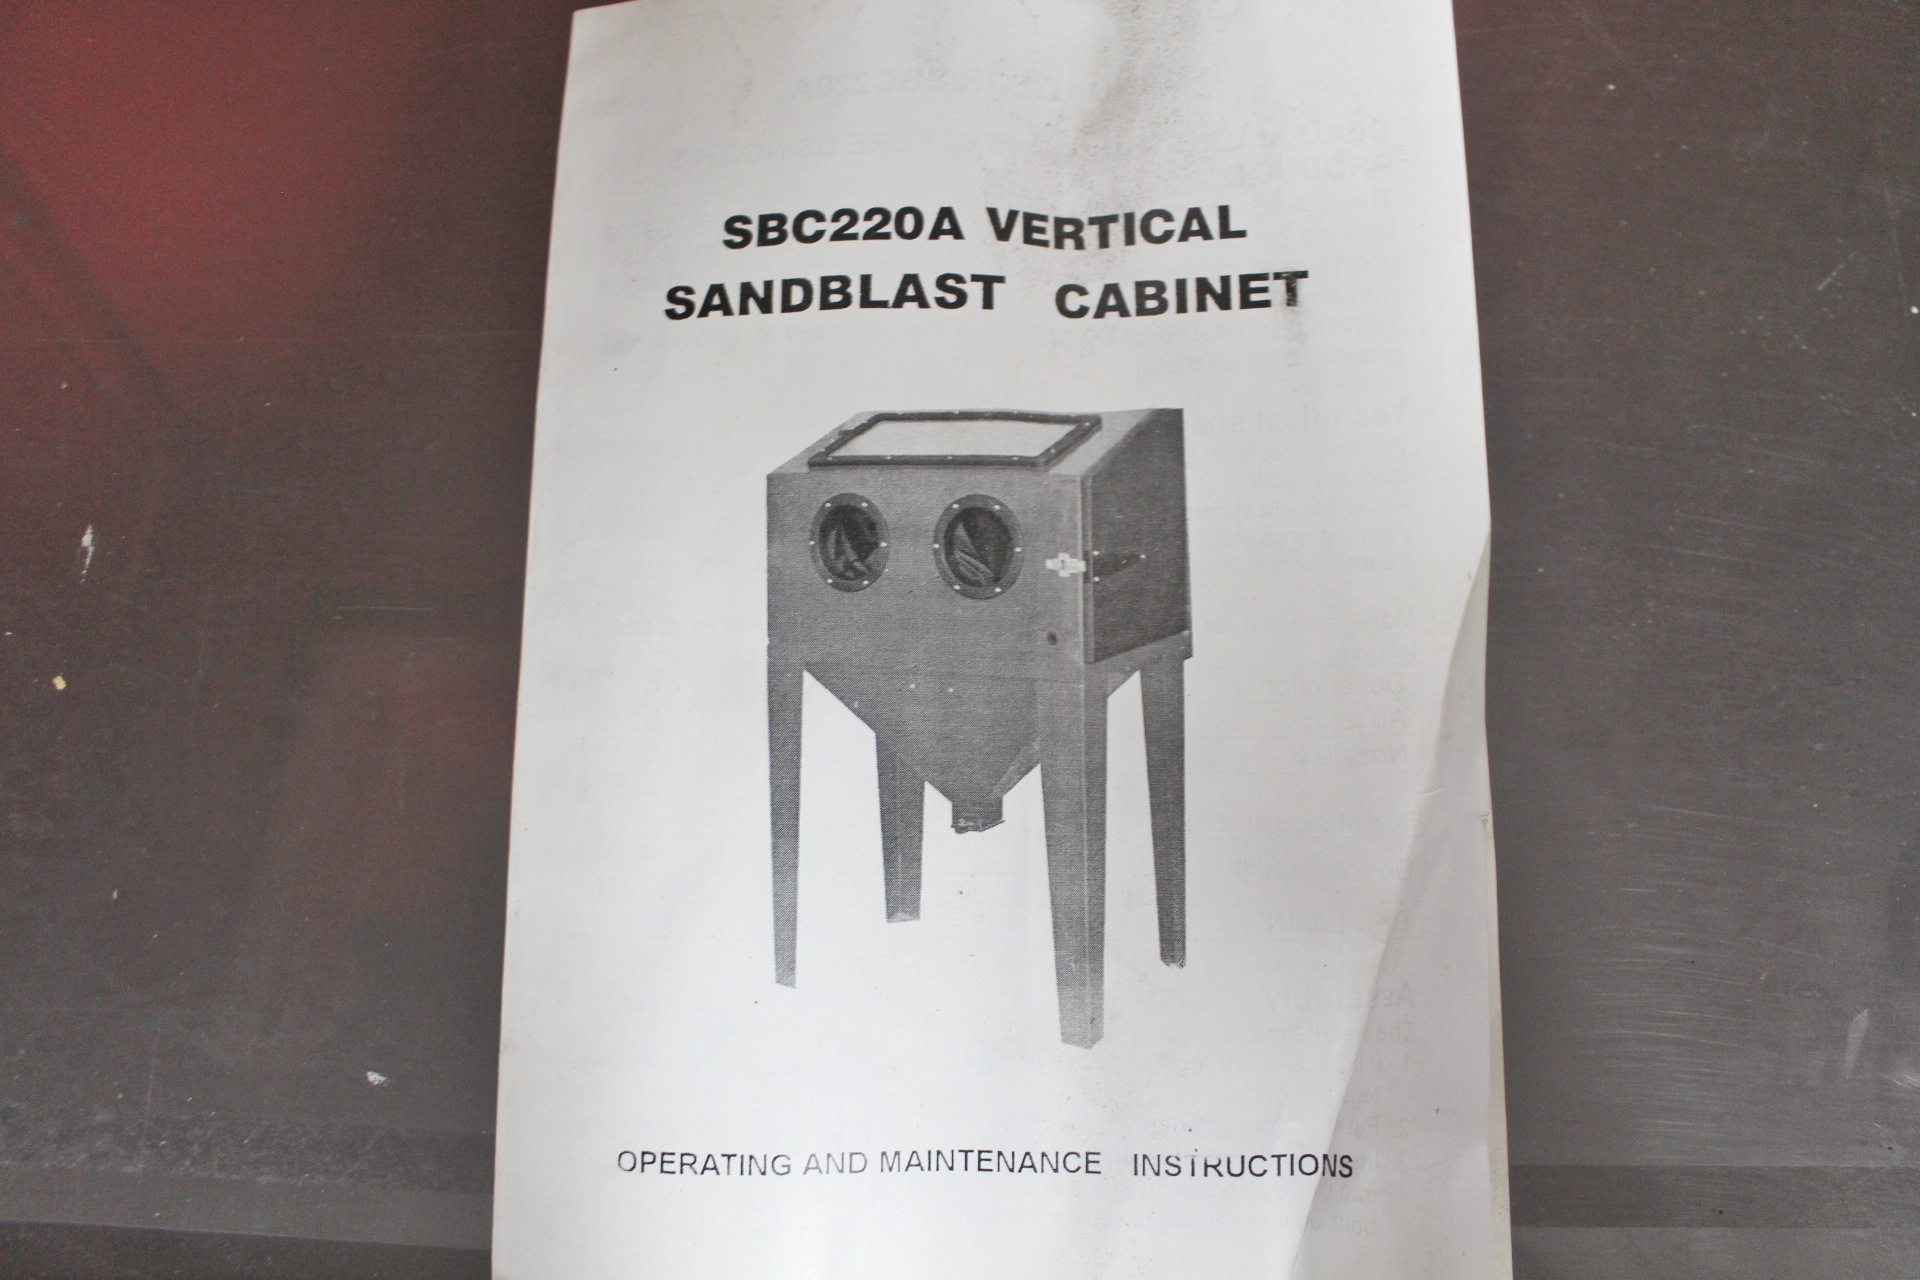 SBC220A VERTICAL
SANDBLAST CABINET
OPERATING AND MAINTENANCE INSTRUCTIONS